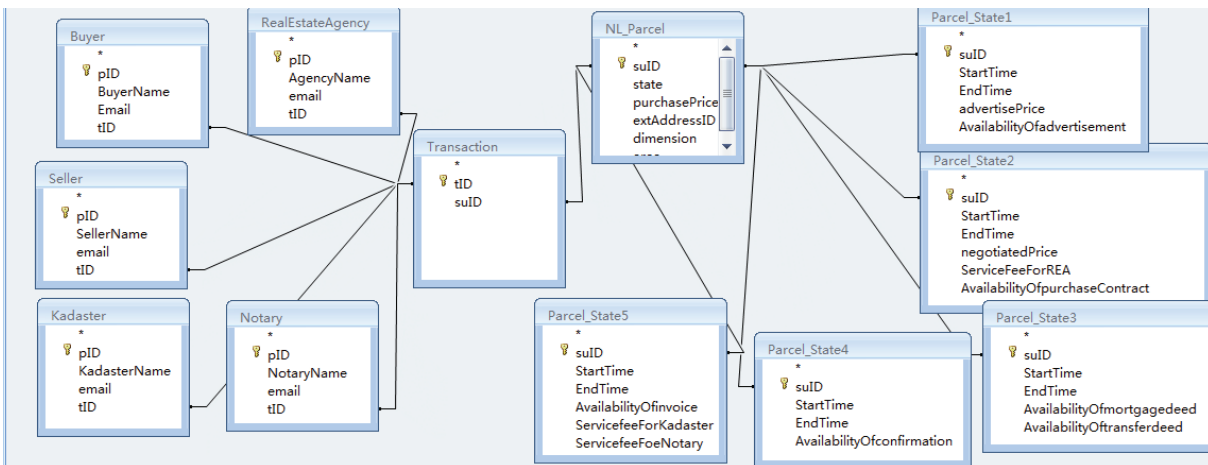 Buyer
*
pID
BuyerName
Email
tID
RealEstateAgency
*
pID
AgencyName
email
tID
NL_Parcel
*
suID
state
purchasePrice
extAddressID
dimension
Parcel_State1
*
suID
StartTime
EndTime
advertisePrice
AvailabilityOfadvertisement
Transaction
*
tID
suID
Parcel_State2
*
suID
StartTime
EndTime
negotiatedPrice
ServiceFeeForREA
AvailabilityOfpurchaseContract
Seller
*
pID
SellerName
email
tID
Kadaster
*
pID
KadasterName
email
tID
Notary
*
pID
NotaryName
email
tID
Parcel_State5
*
suID
StartTime
EndTime
AvailabilityOfinvoice
ServicefeeForKadaster
ServicefeeFoeNotary
Parcel_State4
*
suID
StartTime
EndTime
AvailabilityOfconfirmation
Parcel_State3
*
suID
StartTime
EndTime
AvailabilityOfmortgagedeed
AvailabilityOftransferdeed